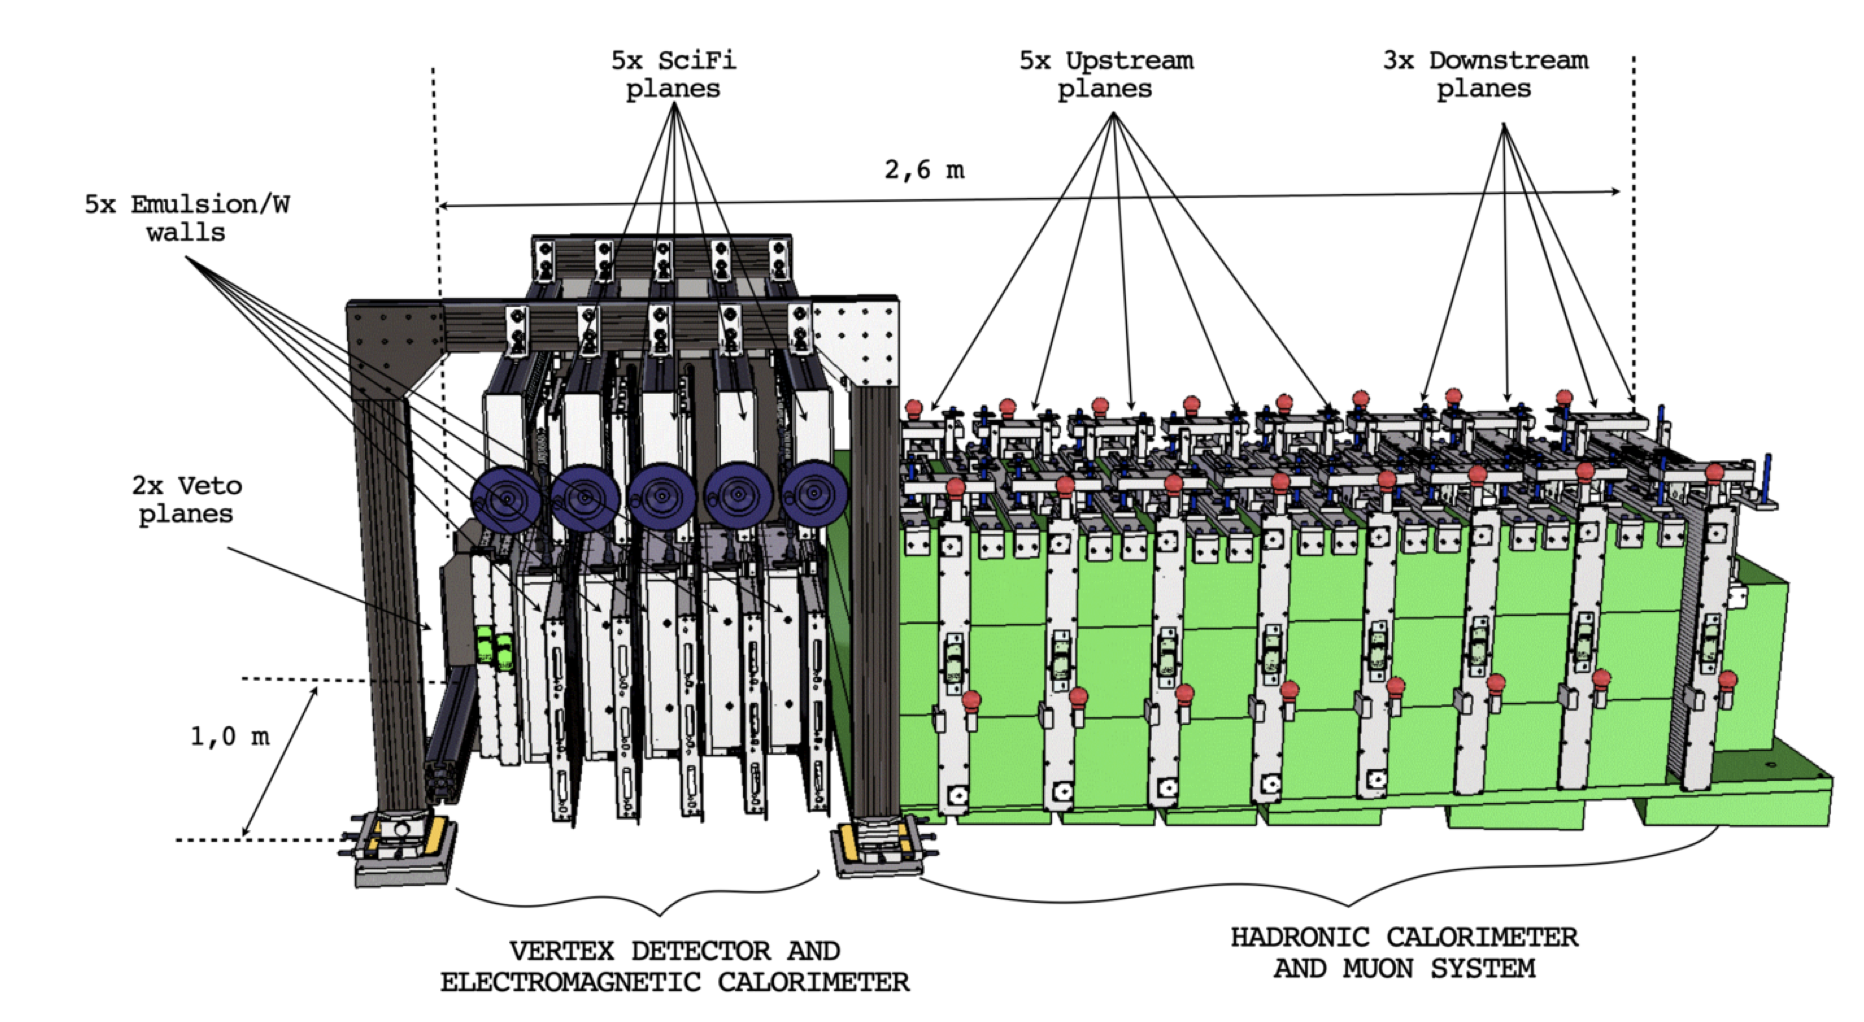 5x SciFi
planes
5x Upstream
planes
3x Downstream
planes
2,6 m
5x Emulsion/W
walls
2x Veto
planes
1,0 m
VERTEX DETECTOR AND
ELECTROMAGNETIC CALORIMETER
HADRONIC CALORIMETER
AND MUON SYSTEM